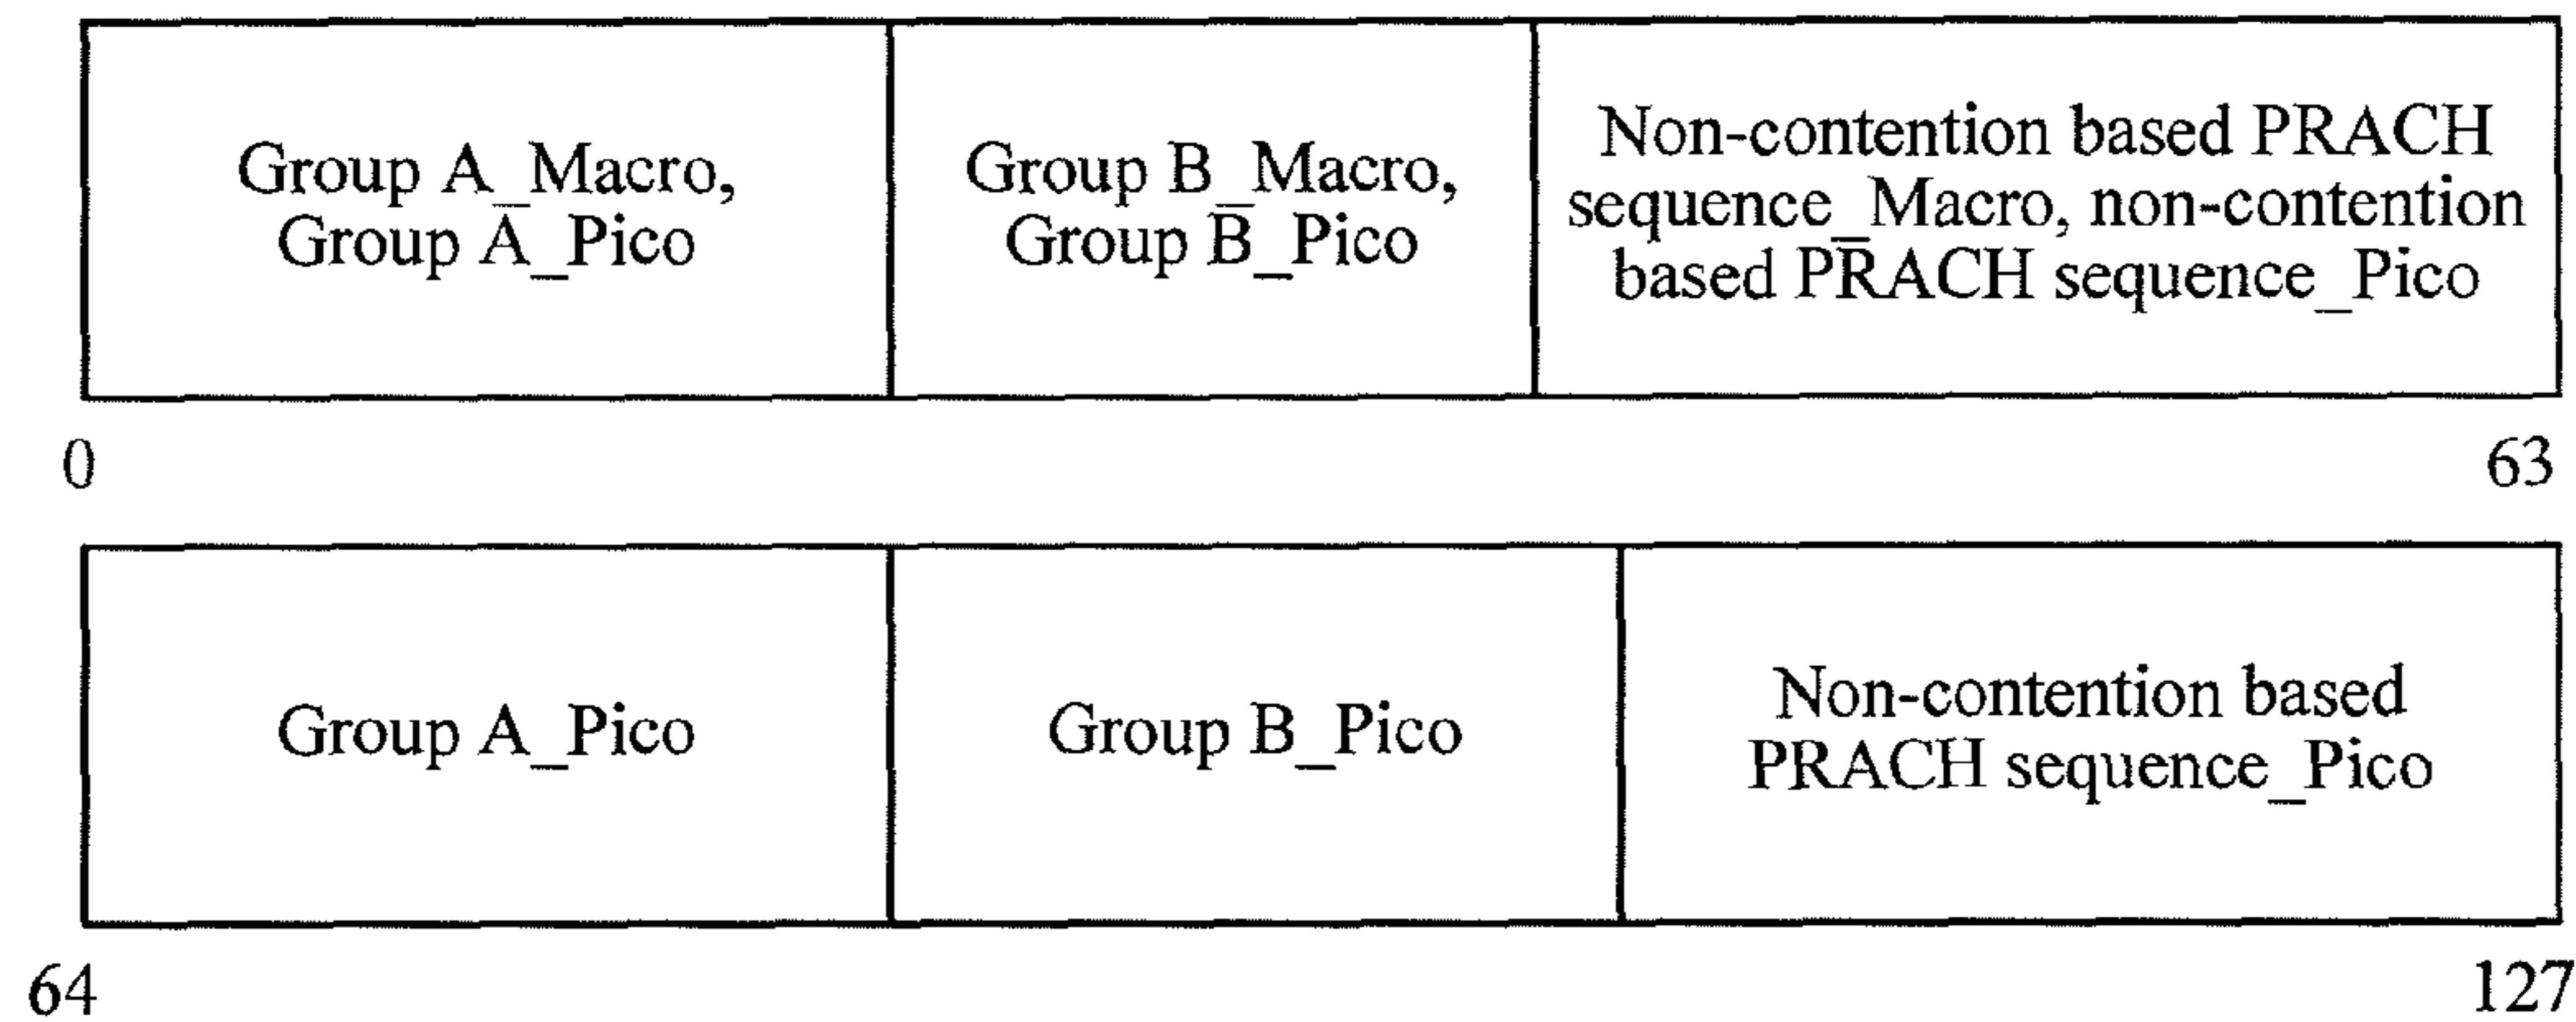 Group A_Macro,
Group A_Pico
Group B_Macro,
Group B_Pico
Non-contention based PRACH
sequence_Macro, non-contention
based PRACH sequence_Pico
0
63
Group A_Pico
Group B_Pico
Non-contention based
PRACH sequence_Pico
64
127